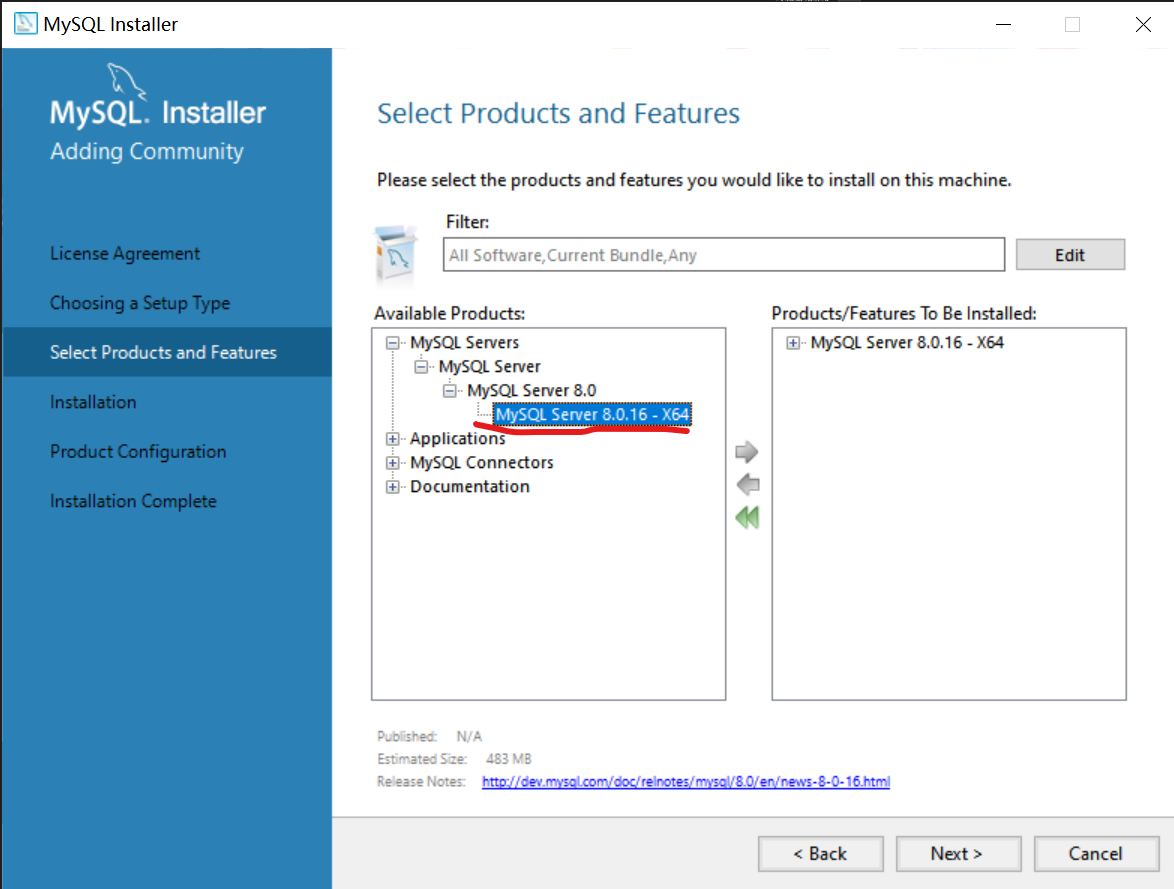 MySQL Installer
MySQL. Installer
Adding Community
License Agreement
Choosing a Setup Type
Select Products and Features
Installation
Product Configuration
Installation Complete
Select Products and Features
Please select the products and features you would like to install on this machine.
Filter:
All Software,Current Bundle,Any
Edit
Available Products:
MySQL Servers
MySQL Server
MySQL Server 8.0
MySQL Server 8.0.16 - X64
Applications
MySQL Connectors
Documentation
Products/Features To Be Installed:
MySQL Server 8.0.16 - X64
Published: N/A
Estimated Size: 483 MB
Release Notes: http://dev.mysql.com/doc/relnotes/mysql/8.0/en/news-8-0-16.html
< Back
Next >
Cancel